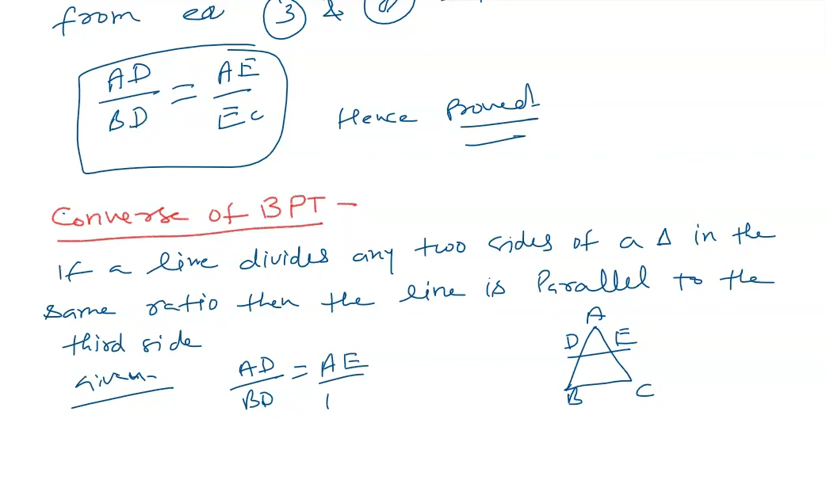 from eq ③ &
AD/BD = AE/EC
Hence Proved
Converse of BPT -
If a line divides any two sides of a Δ in the
same ratio then the line is Parallel to the
third side
Given- AD/BD = AE/
A
D E
B C